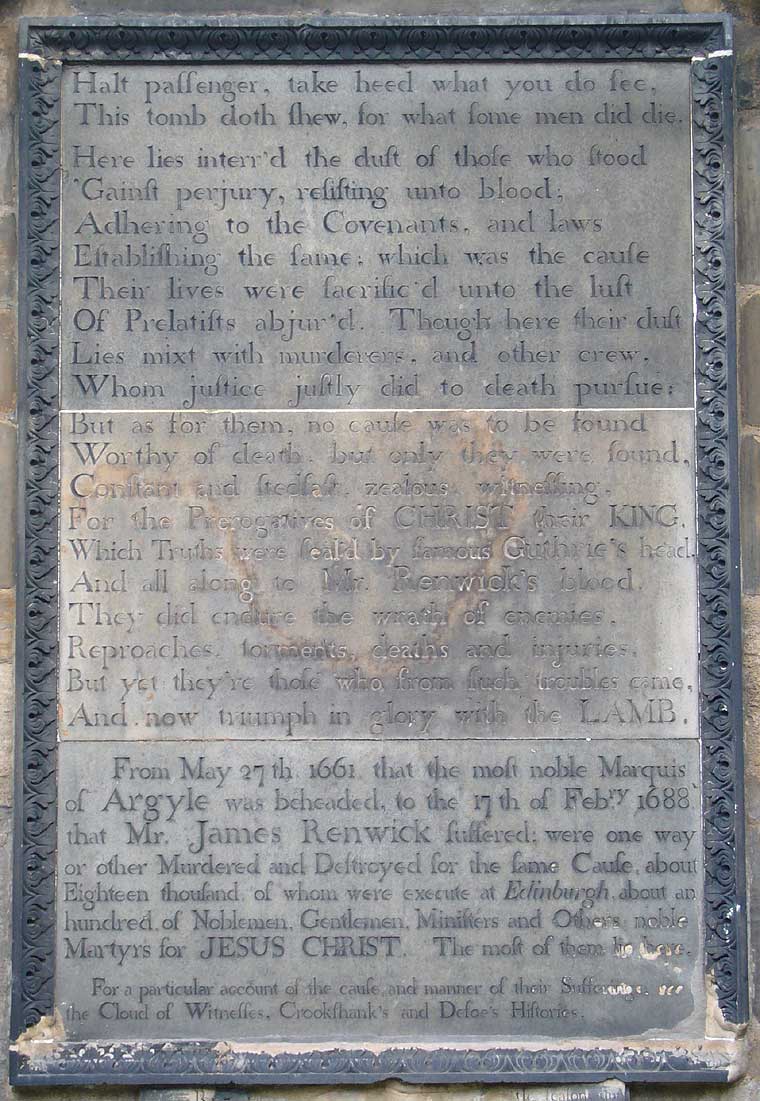 Halt paſſenger, take heed what you do ſee,
This tomb doth ſhew, for what ſome men did die.
Here lies interr'd the duſt of thoſe who ſtood
'Gainſt perjury, reſiſting unto blood;
Adhering to the Covenants, and laws
Eſtabliſhing the ſame; which was the cauſe
Their lives were ſacrific'd unto the luſt
Of Prelatiſts abjur'd. Though here their duſt
Lies mixt with murderers, and other crew,
Whom juſtice juſtly did to death purſue:
But as for them, no cauſe was to be found
Worthy of death, but only they were found,
Conſtant and ſtedfaſt, zealous, witneſſing,
For the Prerogatives of CHRIST their KING.
Which Truths were ſeal'd by famous Guthrie's head,
And all along to Mr. Renwick's blood.
They did endure the wrath of enemies,
Reproaches, torments, deaths and injuries.
But yet they're thoſe who from ſuch troubles came,
And now triumph in glory with the LAMB.
From May 27th 1661, that the moſt noble Marquis
of Argyle was beheaded, to the 17th of Feb.ry 1688
that Mr. James Renwick ſuffered; were one way
or other Murdered and Deſtroyed for the ſame Cauſe, about
Eighteen thouſand, of whom were execute at Edinburgh, about an
hundred, of Noblemen, Gentlemen, Miniſters and Others noble
Martyrs for JESUS CHRIST. The moſt of them lie here.
For a particular account of the cauſe and manner of their Sufferings, ſee
the Cloud of Witneſſes, Crookſhank's and Defoe's Hiſtories.